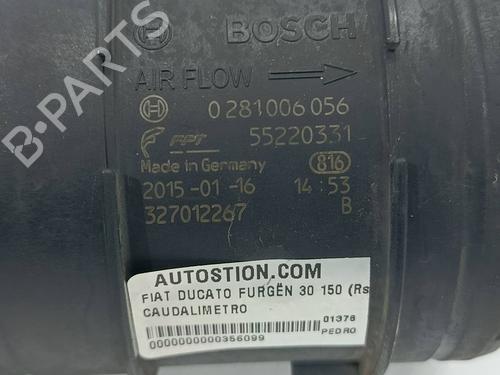 BOSCH
AIR FLOW
0 281 006 056
FPT 55220331
Made in Germany 816
2015-01-16 14:53
327012267 B
AUTOSTION.COM
FIAT DUCATO FURGËN 30 150 (Rs
CAUDALIMETRO
01376
PEDRO
0000000000356099
B-Parts